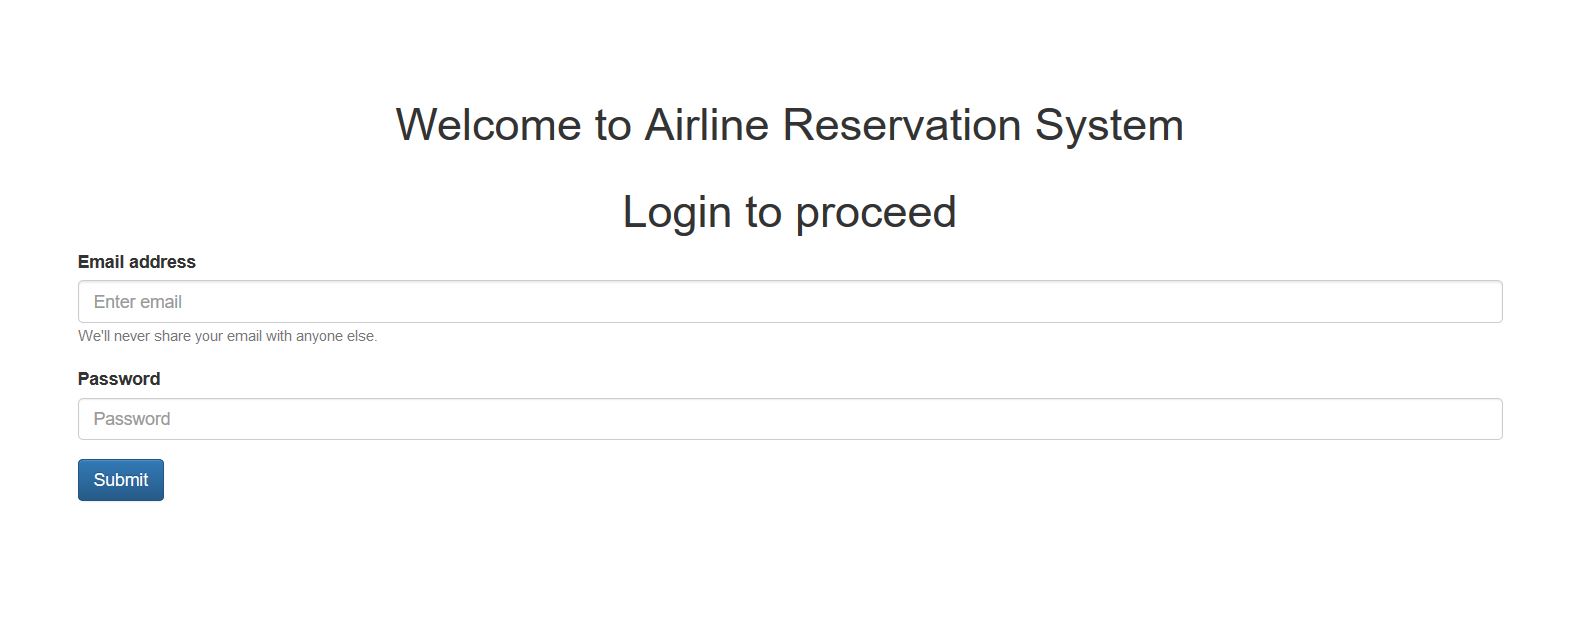 Welcome to Airline Reservation System
Login to proceed
Email address
Enter email
We'll never share your email with anyone else.
Password
Password
Submit